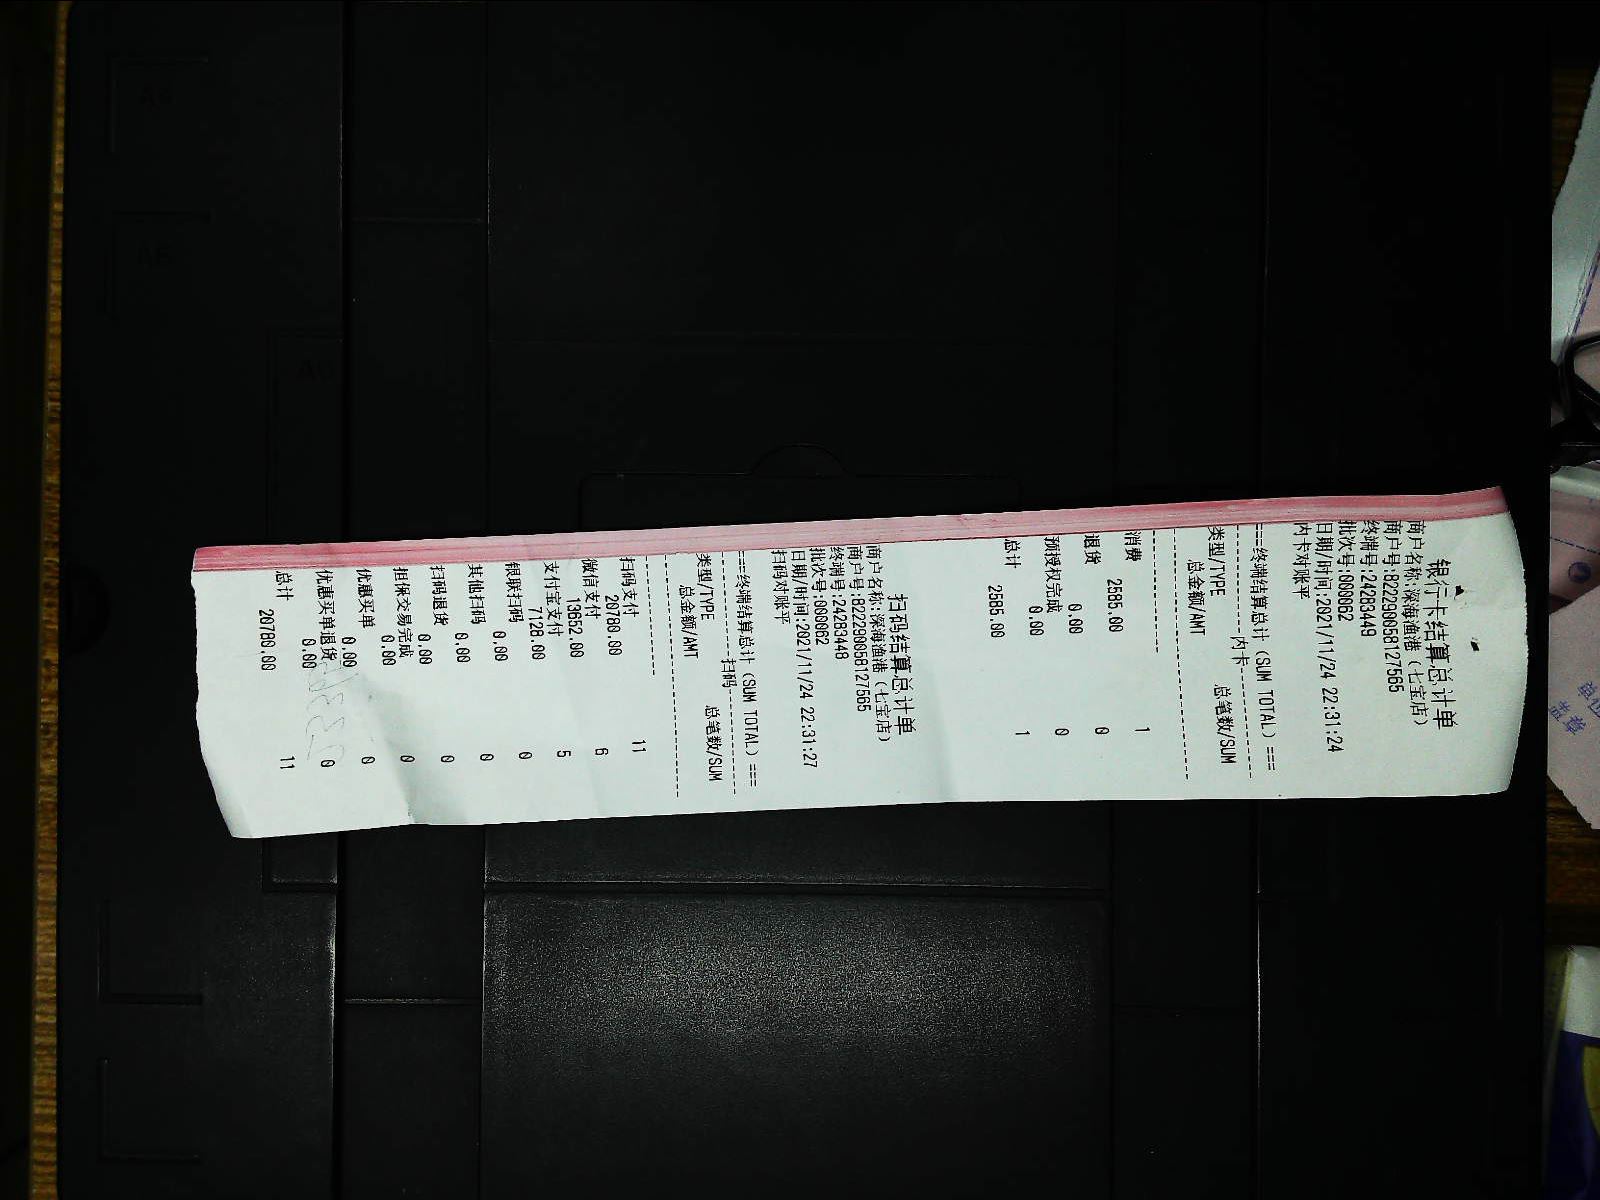 银行卡结算总计单
商户名称:深海渔港（七宝店）
商户号:82229058127565
终端号:24283449
批次号:000062
日期/时间:2021/11/24 22:31:24
内卡对账平
===终端结算总计（SUM TOTAL）===
内卡
类型/TYPE 总笔数/SUM
总金额/AMT
消费 1
2585.00
退货 0
0.00
预授权完成 0
0.00
总计 1
2585.00
扫码结算总计单
商户名称:深海渔港（七宝店）
终端号:24283448
批次号:000062
日期/时间:2021/11/24 22:31:27
扫码对账平
===终端结算总计（SUM TOTAL）===
扫码
类型/TYPE 总笔数/SUM
总金额/AMT
扫码支付 11
20780.00
微信支付 6
13652.00
支付宝支付 5
7128.00
银联扫码 0
0.00
其他扫码 0
0.00
扫码退货 0
0.00
担保交易完成 0
0.00
优惠买单 0
0.00
优惠买单退货 0
0.00
总计 11
20780.00
A4
A5